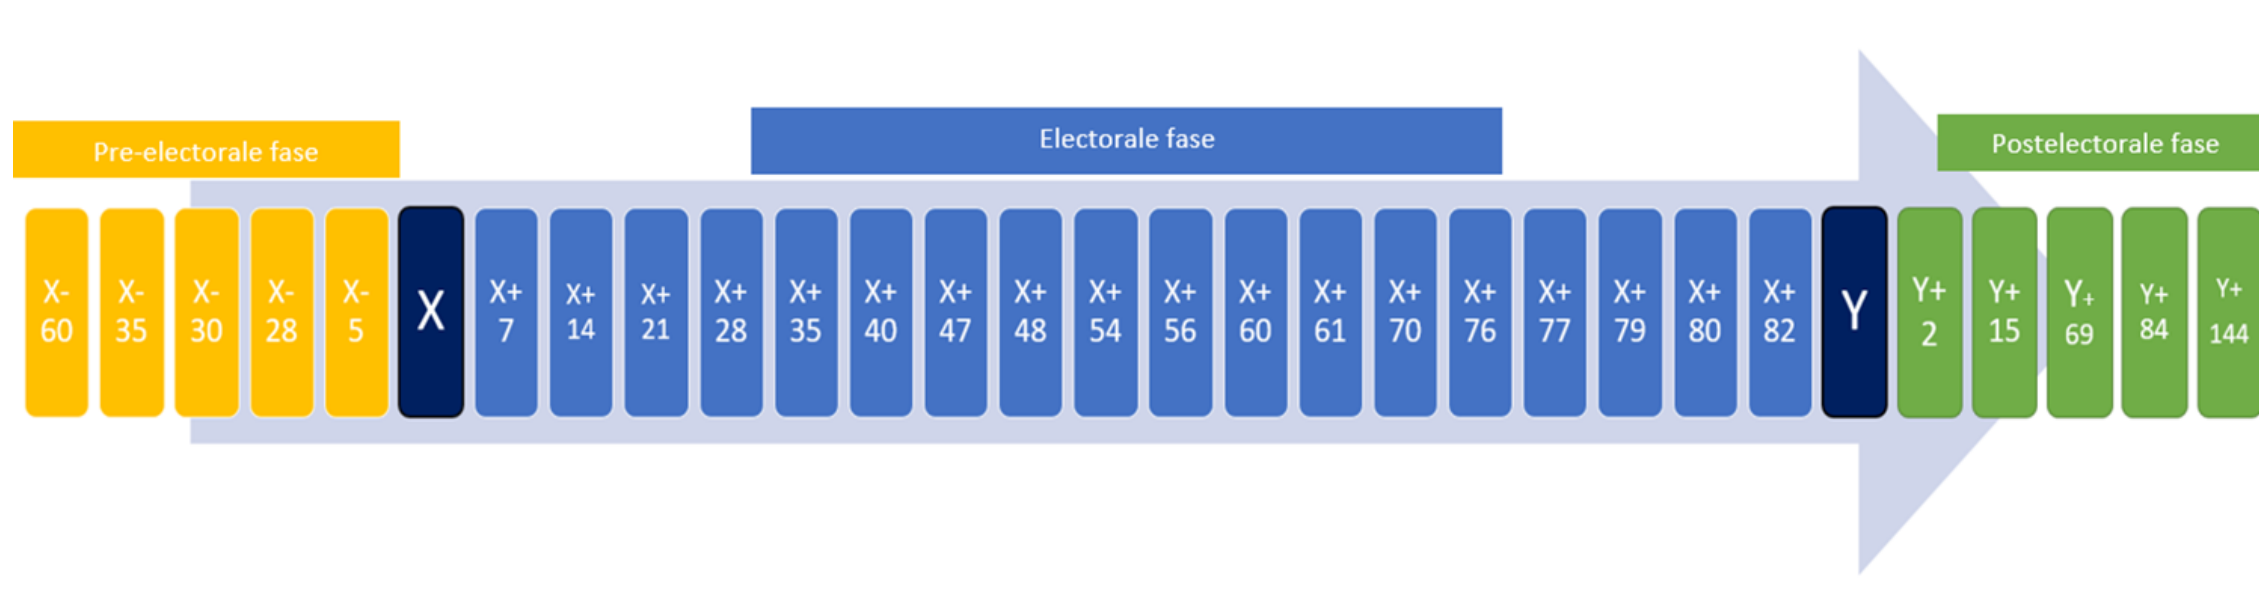 Pre-electorale fase
Electorale fase
Postelectorale fase
X-
60
X-
35
X-
30
X-
28
X-
5
X
X+
7
X+
14
X+
21
X+
28
X+
35
X+
40
X+
47
X+
48
X+
54
X+
56
X+
60
X+
61
X+
70
X+
76
X+
77
X+
79
X+
80
X+
82
Y
Y+
2
Y+
15
Y+
69
Y+
84
Y+
144